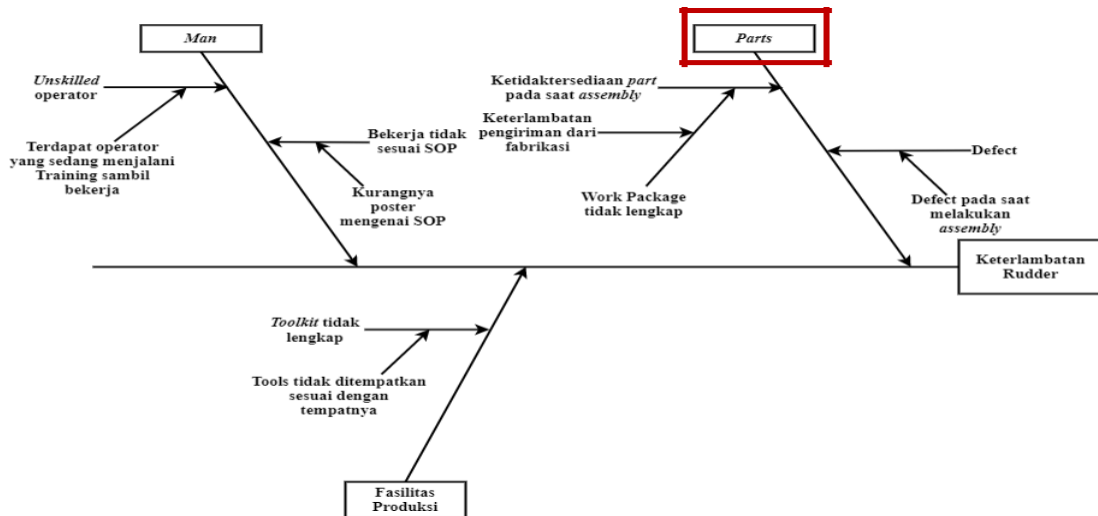 Man
Parts
Unskilled
operator
Terdapat operator
yang sedang menjalani
Training sambil
bekerja
Bekerja tidak
sesuai SOP
Kurangnya
poster
mengenai SOP
Ketidaktersediaan part
pada saat assembly
Keterlambatan
pengiriman dari
fabrikasi
Work Package
tidak lengkap
Defect
Defect pada saat
melakukan
assembly
Keterlambatan
Rudder
Toolkit tidak
lengkap
Tools tidak ditempatkan
sesuai dengan
tempatnya
Fasilitas
Produksi